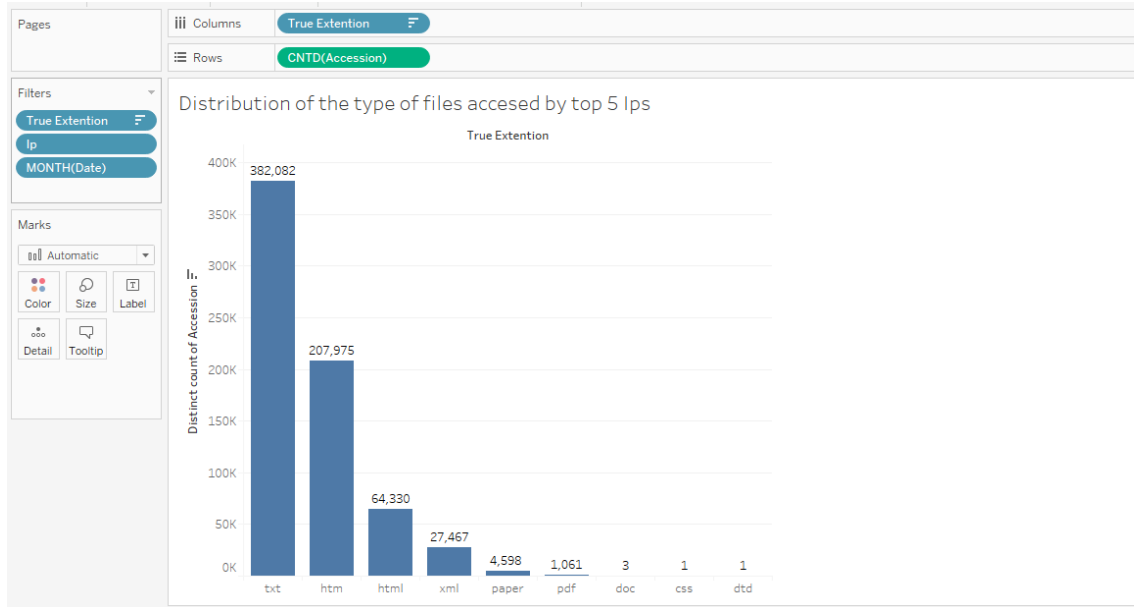 Pages
Columns
True Extention
Rows
CNTD(Accession)
Filters
True Extention
Ip
MONTH(Date)
Marks
Automatic
Color Size Label
Detail Tooltip
Distribution of the type of files accesed by top 5 Ips
True Extention
Distinct count of Accession
400K
350K
300K
250K
200K
150K
100K
50K
0K
382,082
207,975
64,330
27,467
4,598
1,061
3
1
1
txt htm html xml paper pdf doc css dtd